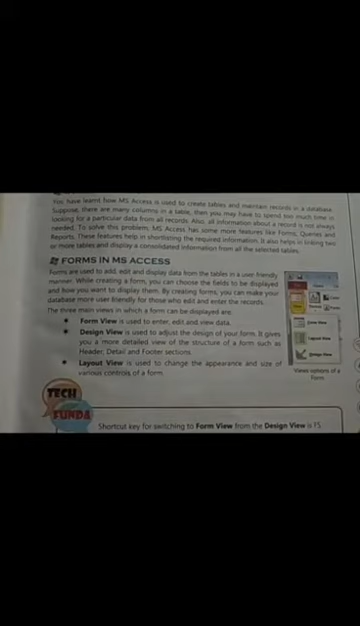 You have learnt how MS Access is used to create tables and maintain records in a database.
Suppose, there are many columns in a table, then you may have to spend too much time in
looking for a particular data from all records. Also, all information about a record is not always
needed. To solve this problem, MS Access has some more features like Forms, Queries and
Reports. These features help in shortlisting the required information. It also helps in linking two
or more tables and display a consolidated information from all the selected tables.
FORMS IN MS ACCESS
Forms are used to add, edit and display data from the tables in a user friendly
manner. While creating a form, you can choose the fields to be displayed
and how you want to display them. By creating forms, you can make your
database more user friendly for those who edit and enter the records.
The three main views in which a form can be displayed are:
Form View is used to enter, edit and view data.
Design View is used to adjust the design of your form. It gives
you a more detailed view of the structure of a form such as
Header, Detail and Footer sections.
Layout View is used to change the appearance and size of
various controls of a form.
Form View
Layout View
Design View
Views options of a
Form
TECH
FUNDA
Shortcut key for switching to Form View from the Design View is F5.